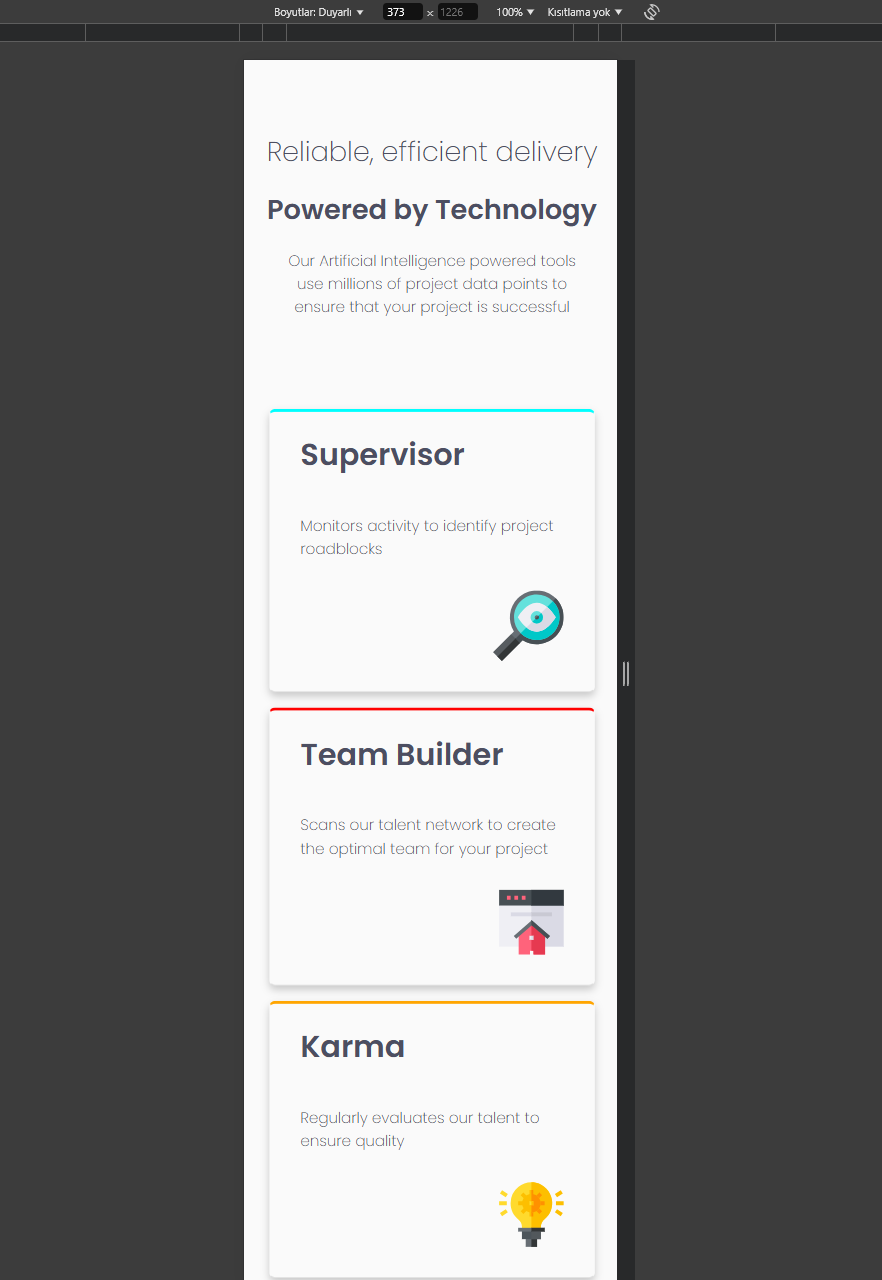 Boyutlar: Duyarlı ▼ 373 × 1226 100% ▼ Kısıtlama yok ▼
Reliable, efficient delivery
Powered by Technology
Our Artificial Intelligence powered tools
use millions of project data points to
ensure that your project is successful
Supervisor
Monitors activity to identify project
roadblocks
Team Builder
Scans our talent network to create
the optimal team for your project
Karma
Regularly evaluates our talent to
ensure quality